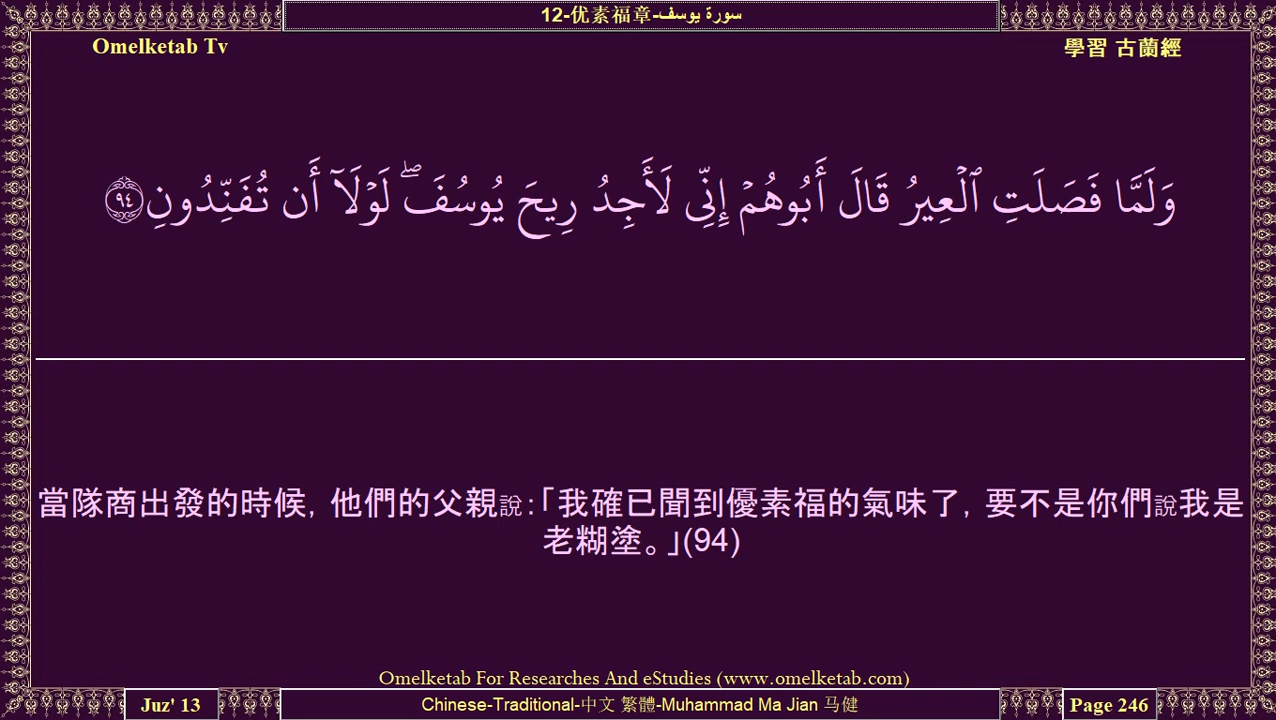 12-优素福章-سورة يوسف
Omelketab Tv
學習 古蘭經
وَلَمَّا فَصَلَتِ ٱلْعِيرُ قَالَ أَبُوهُمْ إِنِّى لَأَجِدُ رِيحَ يُوسُفَ ۖ لَوْلَآ أَن تُفَنِّدُونِ ٩٤
當隊商出發的時候, 他們的父親說:「我確已聞到優素福的氣味了, 要不是你們說我是
老糊塗。」(94)
Omelketab For Researches And eStudies (www.omelketab.com)
Juz' 13
Chinese-Traditional-中文 繁體-Muhammad Ma Jian 马健
Page 246